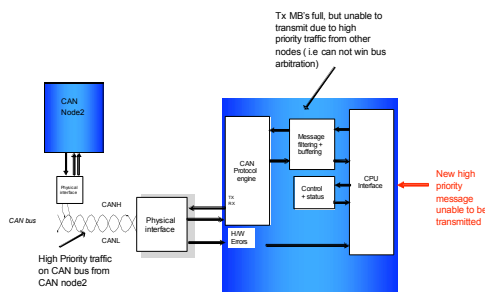 Tx MB's full, but unable to
transmit due to high
priority traffic from other
nodes ( i.e can not win bus
arbitration)
CAN
Node2
Physical
interface
CAN bus
CANH
CANL
Physical
interface
High Priority traffic
on CAN bus from
CAN node2
CAN
Protocol
engine
TX
RX
H/W
Errors
Message
filtering +
buffering
Control
+ status
CPU
Interface
New high
priority
message
unable to be
transmitted